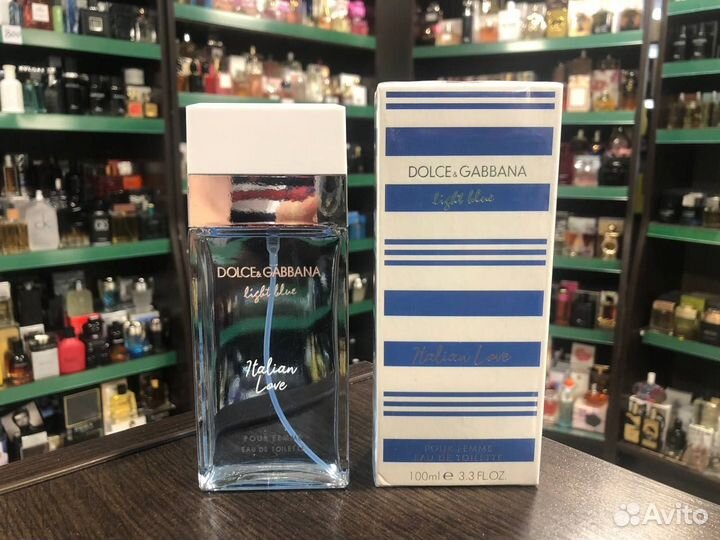 DOLCE & GABBANA
light blue
Italian
Love
POUR FEMME
EAU DE TOILETTE
DOLCE & GABBANA
light blue
Italian Love
POUR FEMME
EAU DE TOILETTE
100ml e 3.3 FL.OZ.
ck
Avito